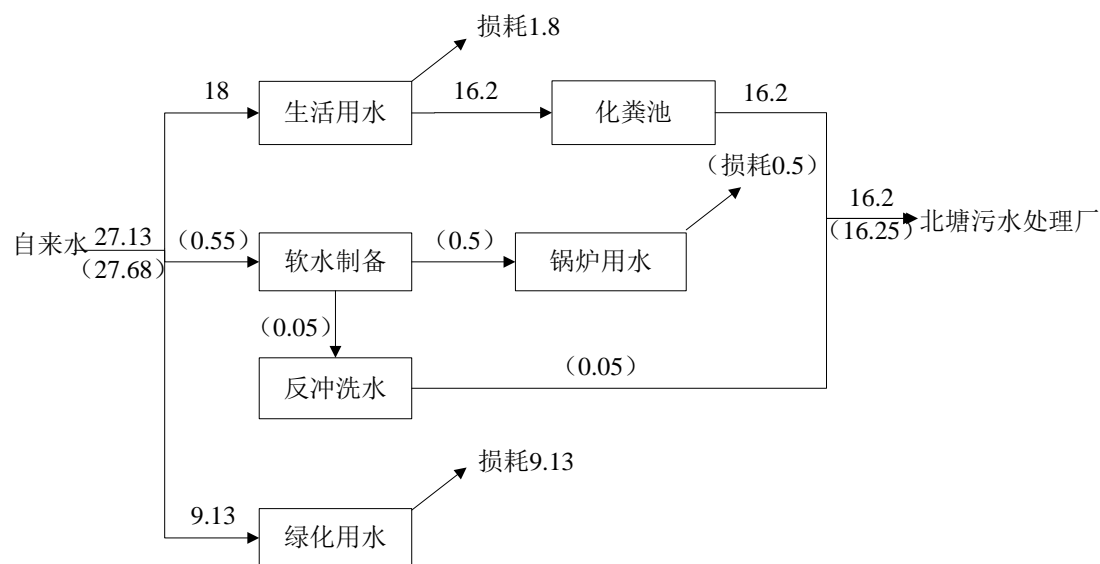 损耗1.8
18
生活用水
16.2
化粪池
16.2
（损耗0.5）
16.2
北塘污水处理厂
（16.25）
自来水
27.13
（27.68）
（0.55）
软水制备
（0.5）
锅炉用水
（0.05）
反冲洗水
（0.05）
损耗9.13
9.13
绿化用水